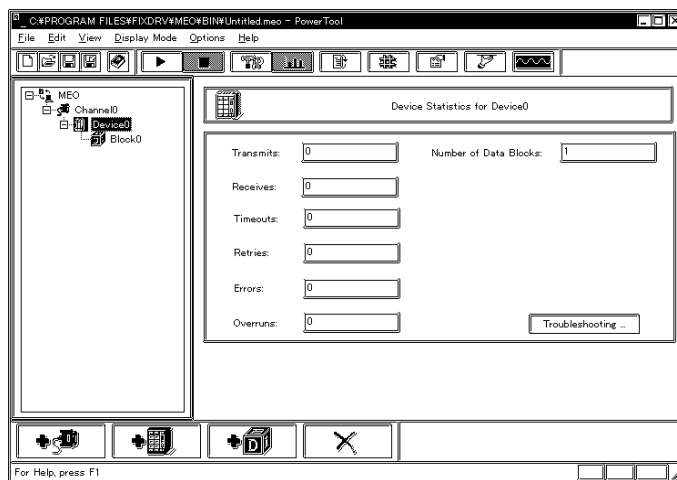 C:¥PROGRAM FILES¥FIXDRV¥MEO¥BIN¥Untitled.meo - PowerTool
File Edit View Display Mode Options Help
MEO
Channel0
Device0
Block0
Device Statistics for Device0
Transmits: 0 Number of Data Blocks: 1
Receives: 0
Timeouts: 0
Retries: 0
Errors: 0
Overruns: 0
Troubleshooting ...
D
For Help, press F1